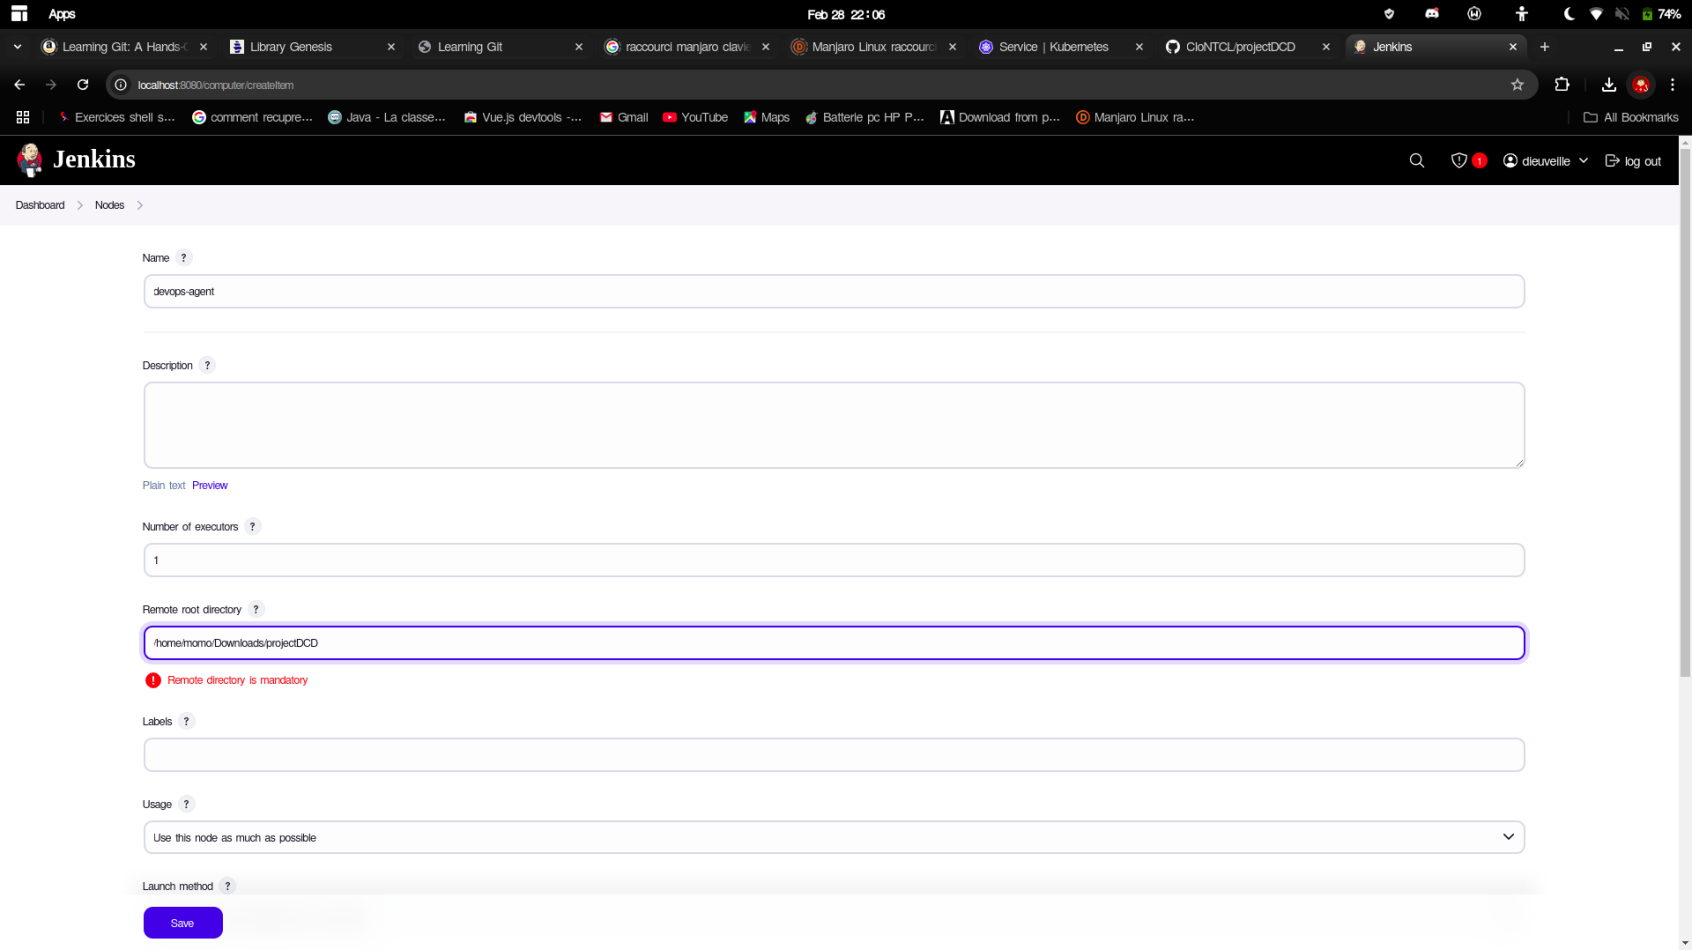 Apps
Feb 28 22:06
74%
Learning Git: A Hands-
Library Genesis
Learning Git
raccourci manjaro clavie
Manjaro Linux raccourci
Service | Kubernetes
CloNTCL/projectDCD
Jenkins
localhost:8080/computer/createItem
Exercices shell s...
comment recupre...
Java - La classe...
Vue.js devtools -...
Gmail
YouTube
Maps
Batterie pc HP P...
Download from p...
Manjaro Linux ra...
All Bookmarks
Jenkins
1
dieuveille
log out
Dashboard
Nodes
Name ?
devops-agent
Description ?
Plain text Preview
Number of executors ?
1
Remote root directory ?
/home/momo/Downloads/projectDCD
! Remote directory is mandatory
Labels ?
Usage ?
Use this node as much as possible
Launch method ?
Save